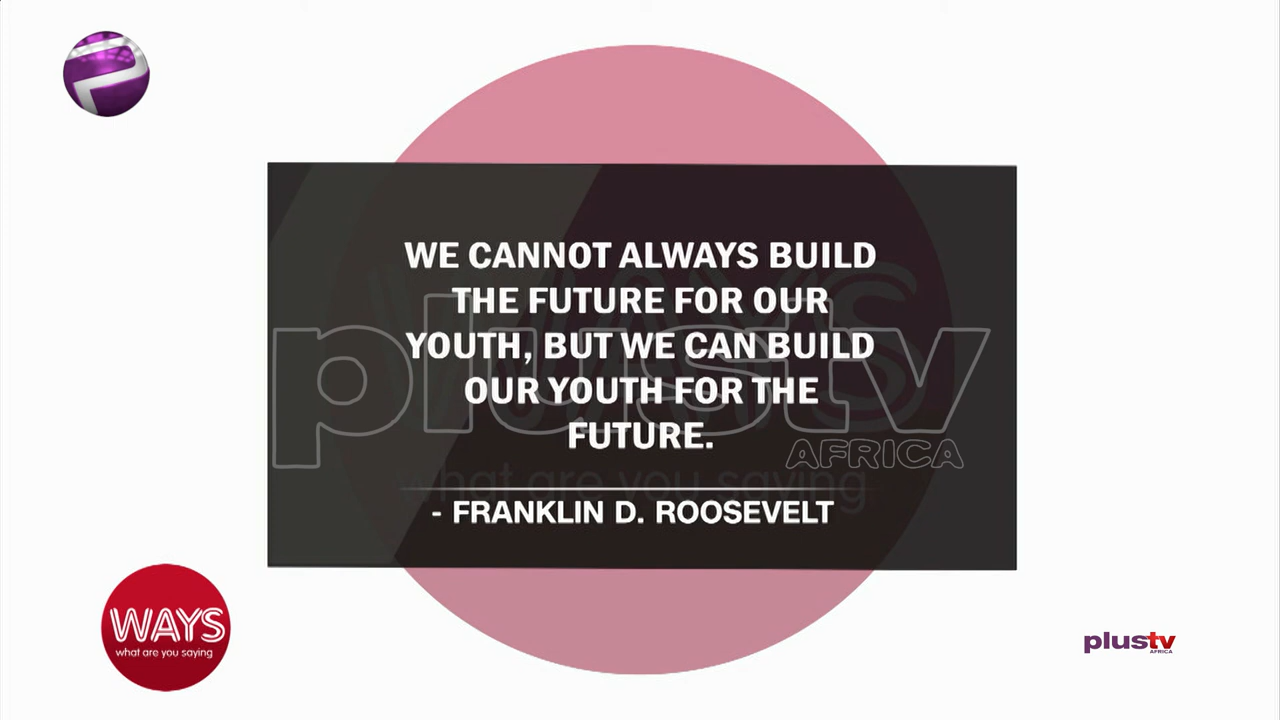 WE CANNOT ALWAYS BUILD
THE FUTURE FOR OUR
YOUTH, BUT WE CAN BUILD
OUR YOUTH FOR THE
FUTURE.
- FRANKLIN D. ROOSEVELT
plustv
AFRICA
what are you saying
WAYS
what are you saying
plustv
AFRICA